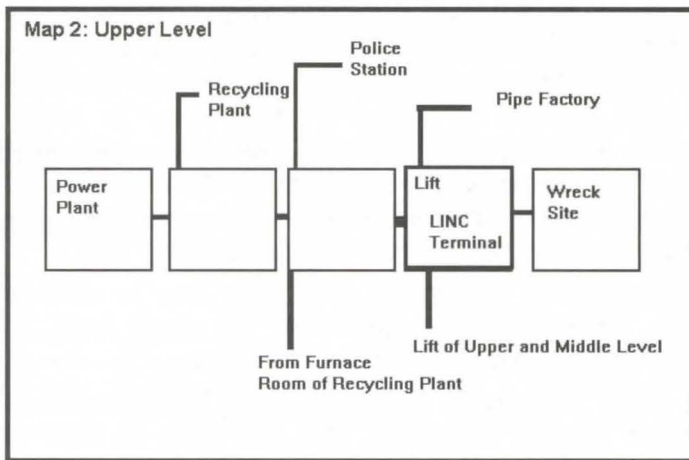 Map 2: Upper Level
Police
Station
Recycling
Plant
Pipe Factory
Power
Plant
Lift
LINC
Terminal
Wreck
Site
From Furnace
Room of Recycling Plant
Lift of Upper and Middle Level